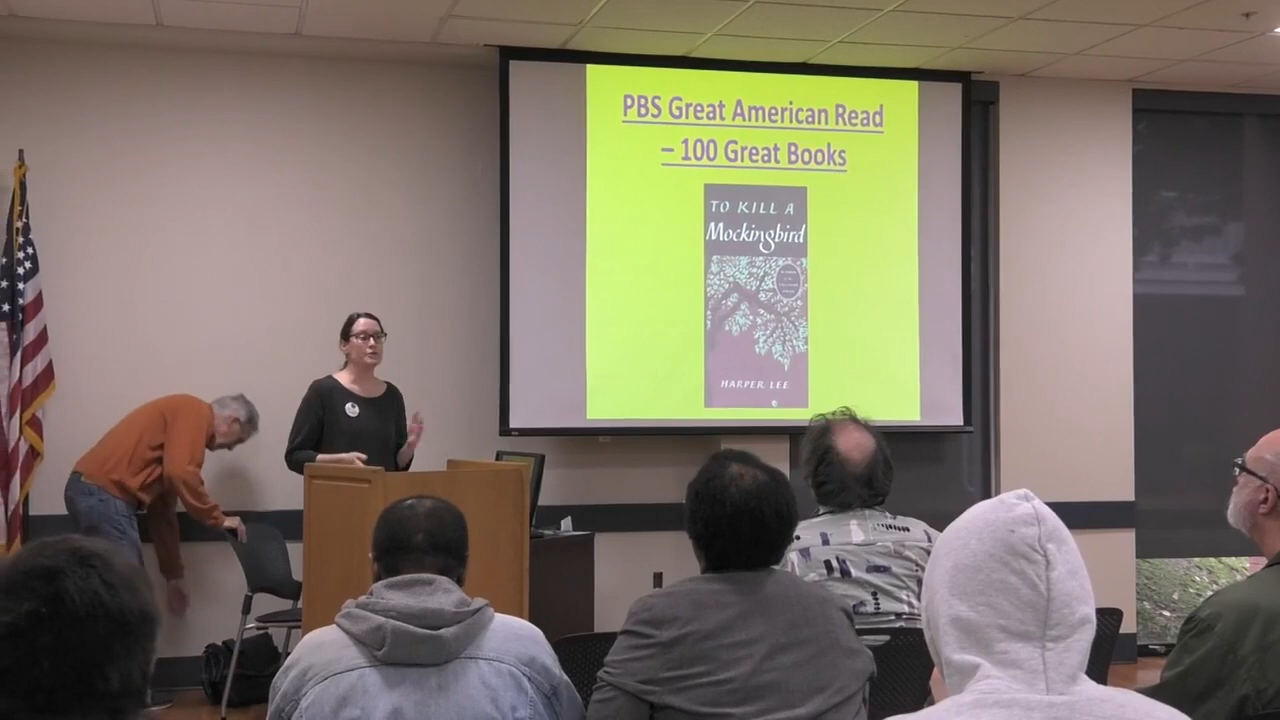 PBS Great American Read
– 100 Great Books
TO KILL A
Mockingbird
HARPER LEE